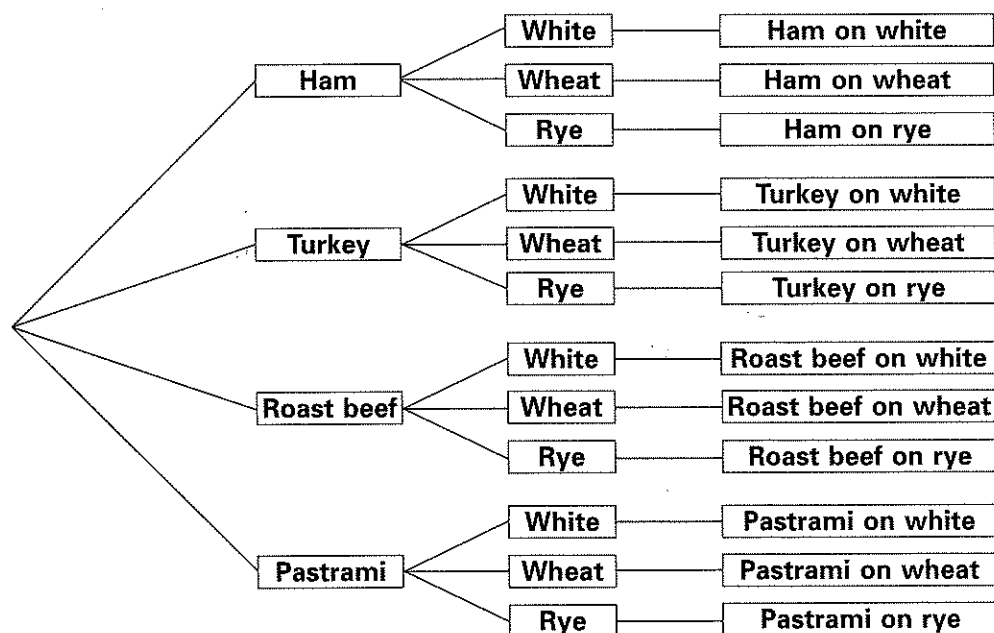 White
Ham on white
Ham
Wheat
Ham on wheat
Rye
Ham on rye
White
Turkey on white
Turkey
Wheat
Turkey on wheat
Rye
Turkey on rye
White
Roast beef on white
Roast beef
Wheat
Roast beef on wheat
Rye
Roast beef on rye
White
Pastrami on white
Pastrami
Wheat
Pastrami on wheat
Rye
Pastrami on rye